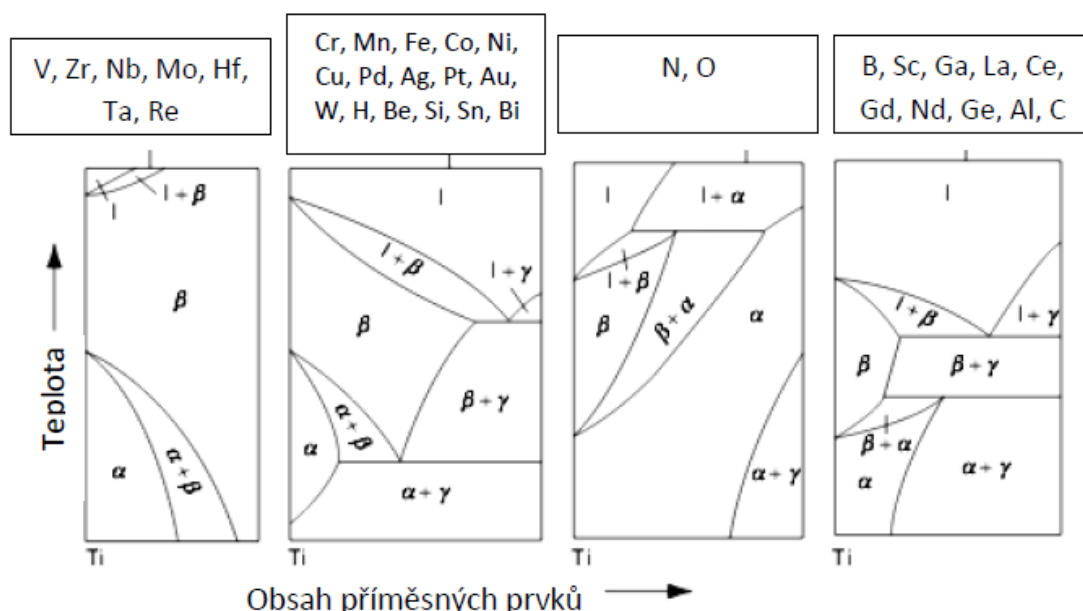 V, Zr, Nb, Mo, Hf,
Ta, Re
Cr, Mn, Fe, Co, Ni,
Cu, Pd, Ag, Pt, Au,
W, H, Be, Si, Sn, Bi
N, O
B, Sc, Ga, La, Ce,
Gd, Nd, Ge, Al, C
Teplota
l
l + β
β
α
α + β
Ti
l
l + β
l + γ
β
α
α + β
β + γ
α + γ
Ti
l
l + α
l + β
β
β + α
α
α + γ
Ti
l
l + β
l + γ
β
β + γ
β + α
α
α + γ
Ti
Obsah příměsných prvků